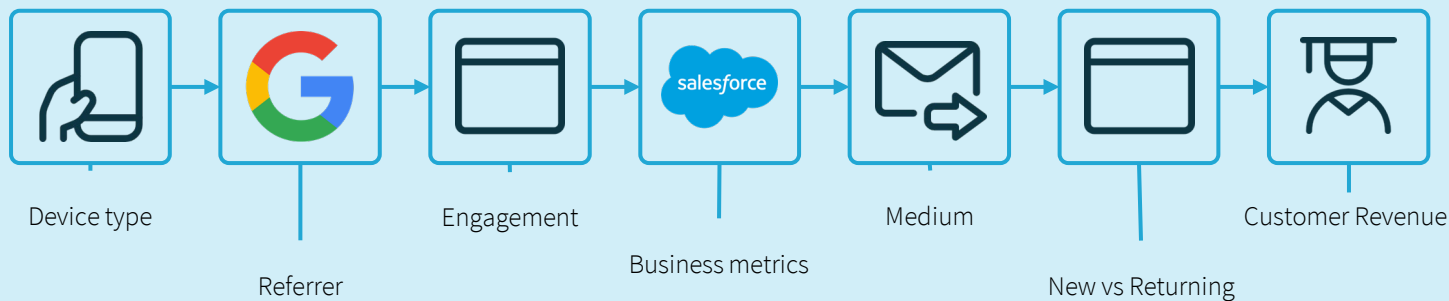 salesforce
Device type
Engagement
Medium
Customer Revenue
Business metrics
Referrer
New vs Returning